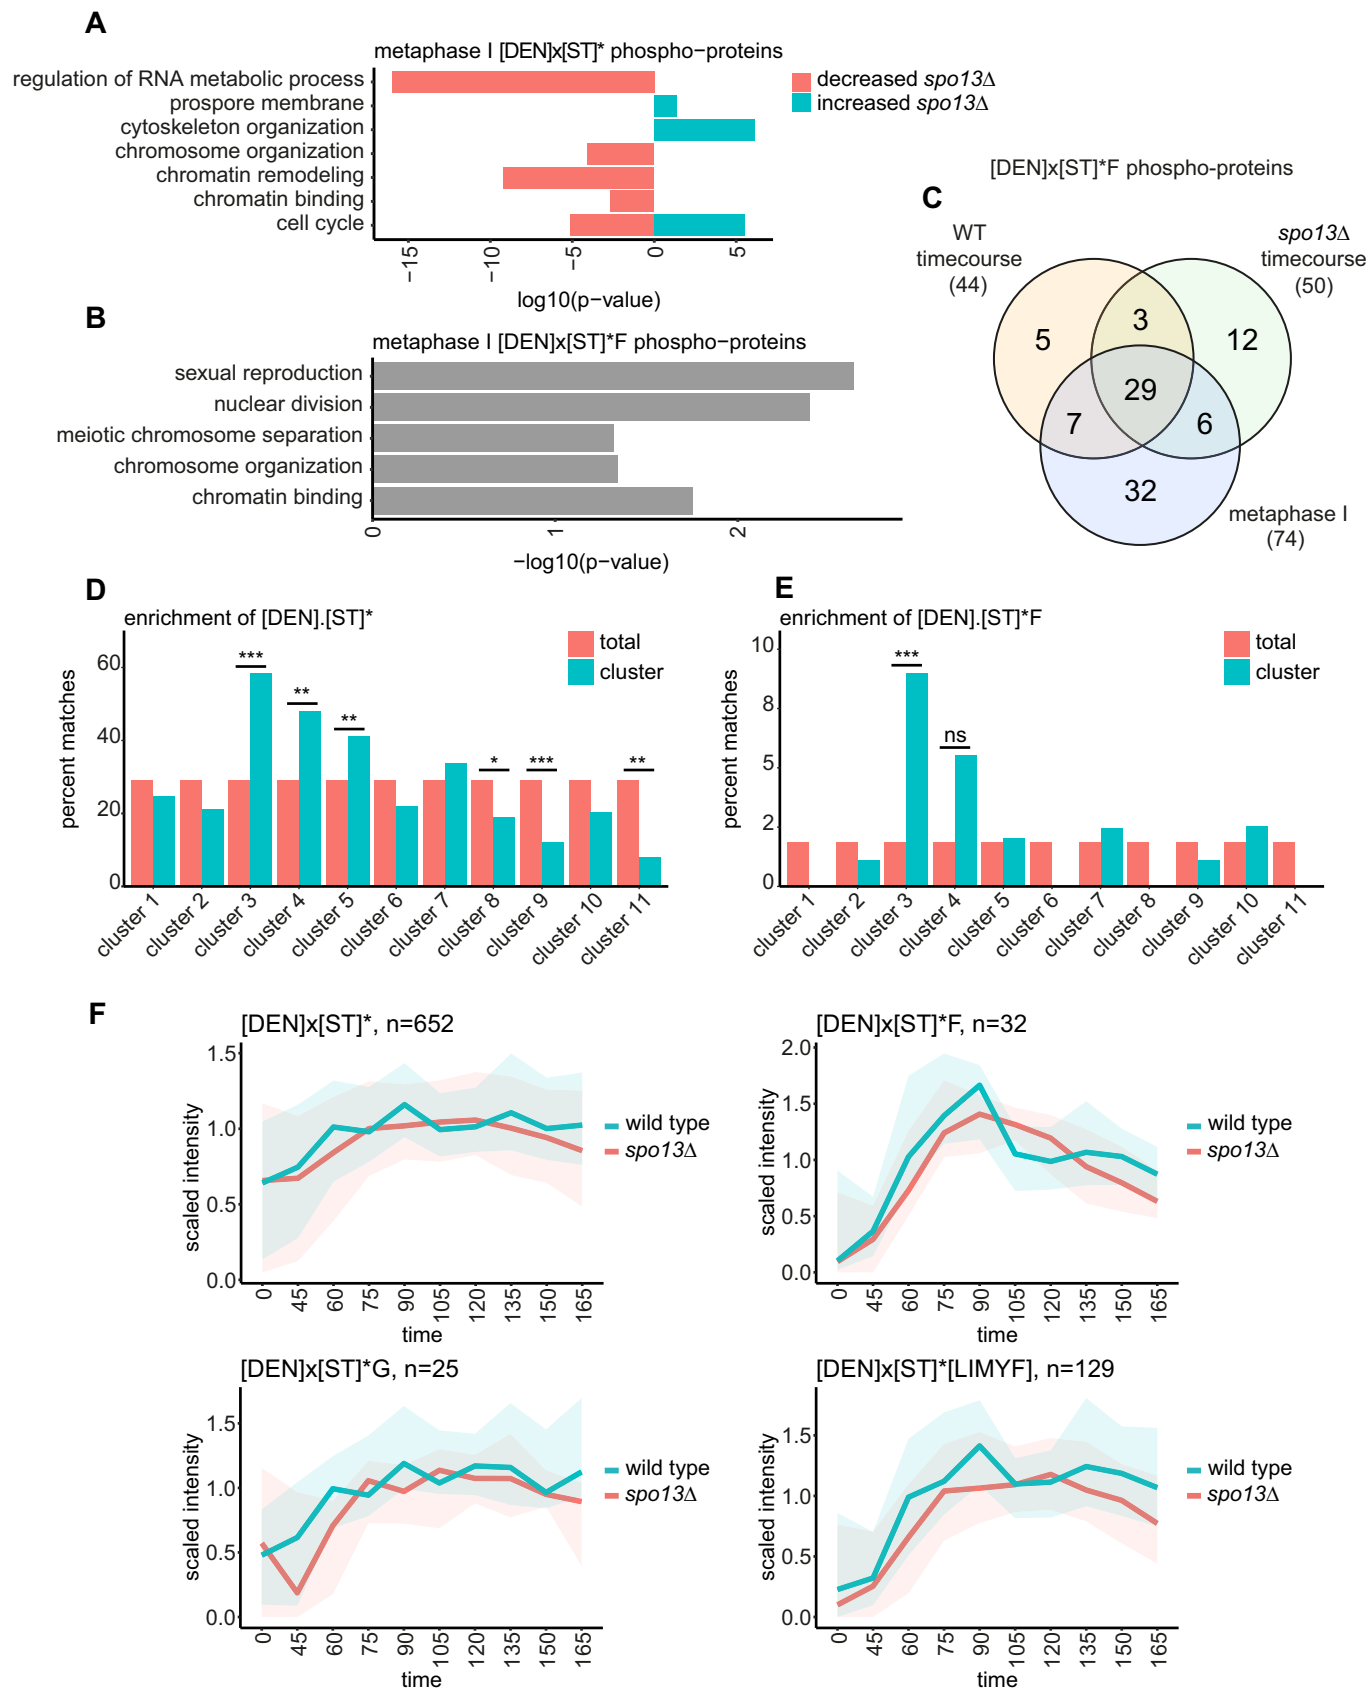 A
metaphase I [DEN]x[ST]* phospho−proteins
regulation of RNA metabolic process
prospore membrane
cytoskeleton organization
chromosome organization
chromatin remodeling
chromatin binding
cell cycle
decreased spo13Δ
increased spo13Δ
−15
−10
−5
0
5
log10(p−value)
B
metaphase I [DEN]x[ST]*F phospho−proteins
sexual reproduction
nuclear division
meiotic chromosome separation
chromosome organization
chromatin binding
0
1
2
−log10(p−value)
[DEN]x[ST]*F phospho-proteins
C
WT
timecourse
(44)
spo13Δ
timecourse
(50)
5
3
12
29
7
6
32
metaphase I
(74)
D
enrichment of [DEN].[ST]*
total
cluster
percent matches
60
40
20
0
***
**
**
*
***
**
cluster 1
cluster 2
cluster 3
cluster 4
cluster 5
cluster 6
cluster 7
cluster 8
cluster 9
cluster 10
cluster 11
E
enrichment of [DEN].[ST]*F
total
cluster
percent matches
10
8
5
2
0
***
ns
cluster 1
cluster 2
cluster 3
cluster 4
cluster 5
cluster 6
cluster 7
cluster 8
cluster 9
cluster 10
cluster 11
F
[DEN]x[ST]*, n=652
scaled intensity
1.5
1.0
0.5
0.0
0
45
60
75
90
105
120
135
150
165
time
wild type
spo13Δ
[DEN]x[ST]*F, n=32
scaled intensity
2.0
1.5
1.0
0.5
0.0
0
45
60
75
90
105
120
135
150
165
time
wild type
spo13Δ
[DEN]x[ST]*G, n=25
scaled intensity
1.5
1.0
0.5
0.0
0
45
60
75
90
105
120
135
150
165
time
wild type
spo13Δ
[DEN]x[ST]*[LIMYF], n=129
scaled intensity
1.5
1.0
0.5
0.0
0
45
60
75
90
105
120
135
150
165
time
wild type
spo13Δ